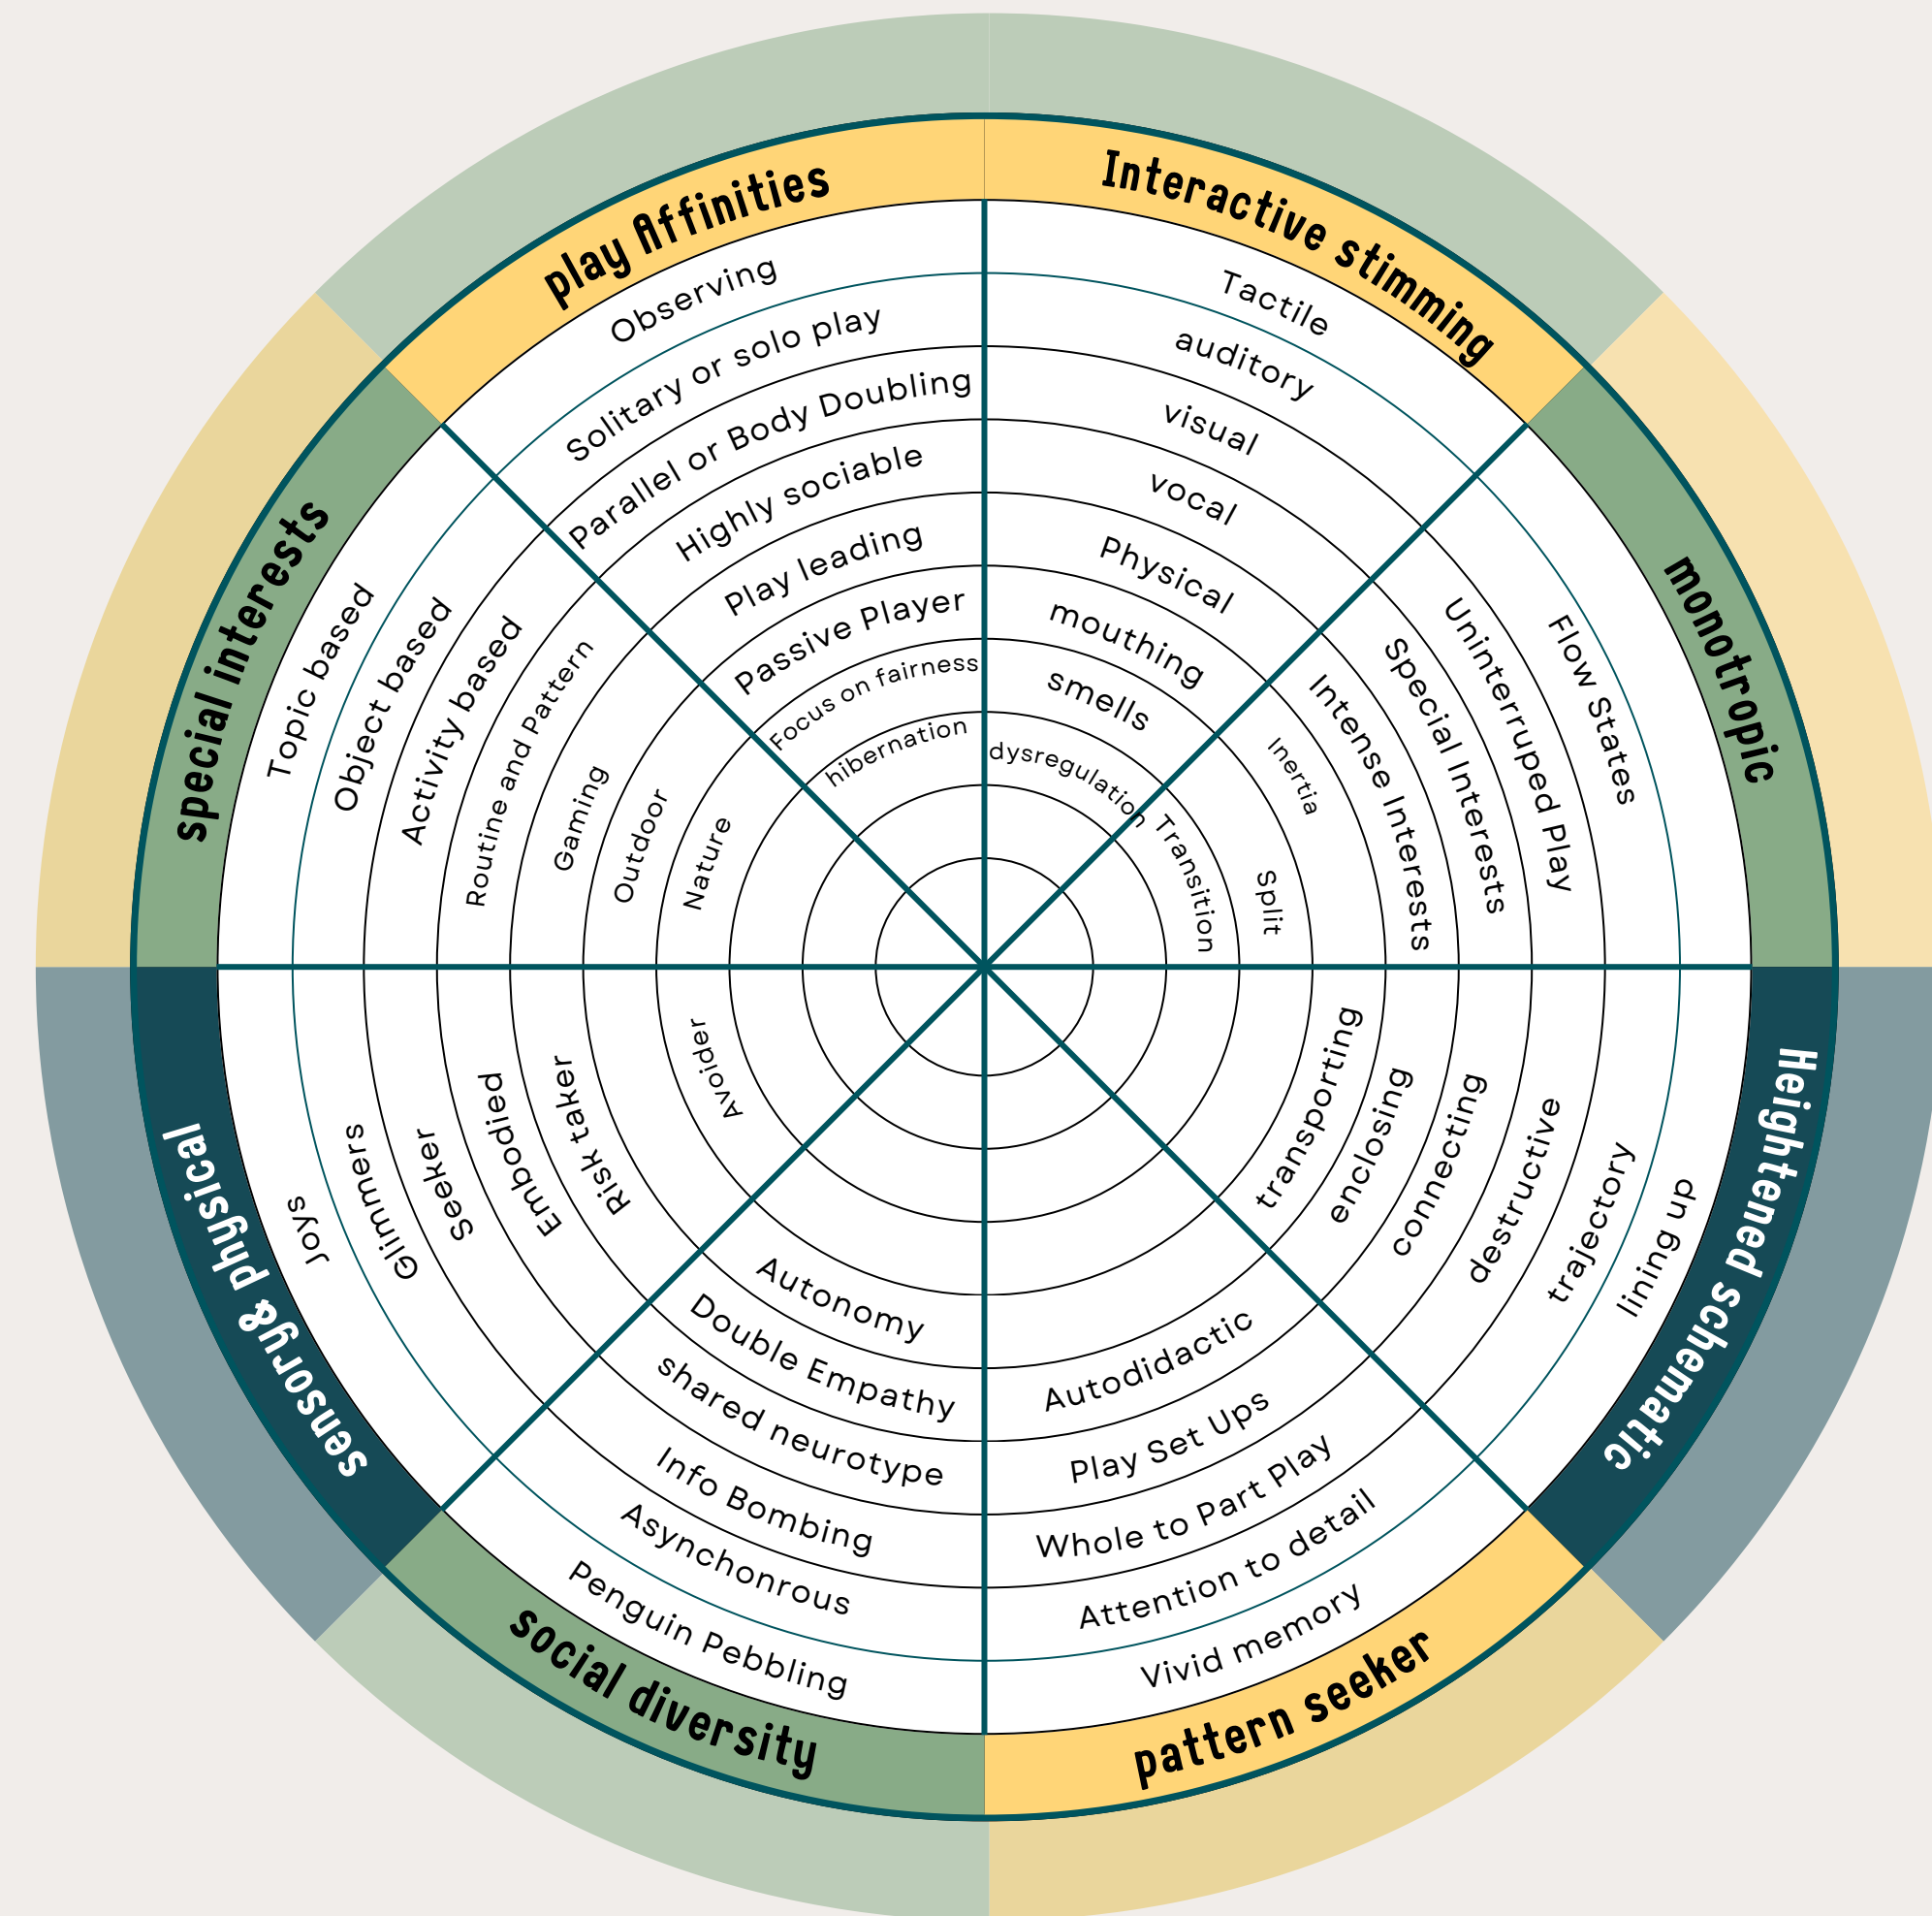 play Affinities
Observing
Solitary or solo play
Parallel or Body Doubling
Highly sociable
Play leading
Passive Player
Focus on fairness
hibernation
Interactive stimming
Tactile
auditory
visual
vocal
Physical
mouthing
smells
dysregulation
monotropic
Flow States
Uninterruped Play
Special Interests
Intense Interests
Inertia
Split
Transition
Heightened schematic
lining up
trajectory
destructive
connecting
enclosing
transporting
pattern seeker
Vivid memory
Attention to detail
Whole to Part Play
Play Set Ups
Autodidactic
social diversity
Penguin Pebbling
Asynchonrous
Info Bombing
shared neurotype
Double Empathy
Autonomy
sensory& physical
Joys
Glimmers
Seeker
Embodied
Risk taker
Avoider
special interests
Topic based
Object based
Activity based
Routine and Pattern
Gaming
Outdoor
Nature